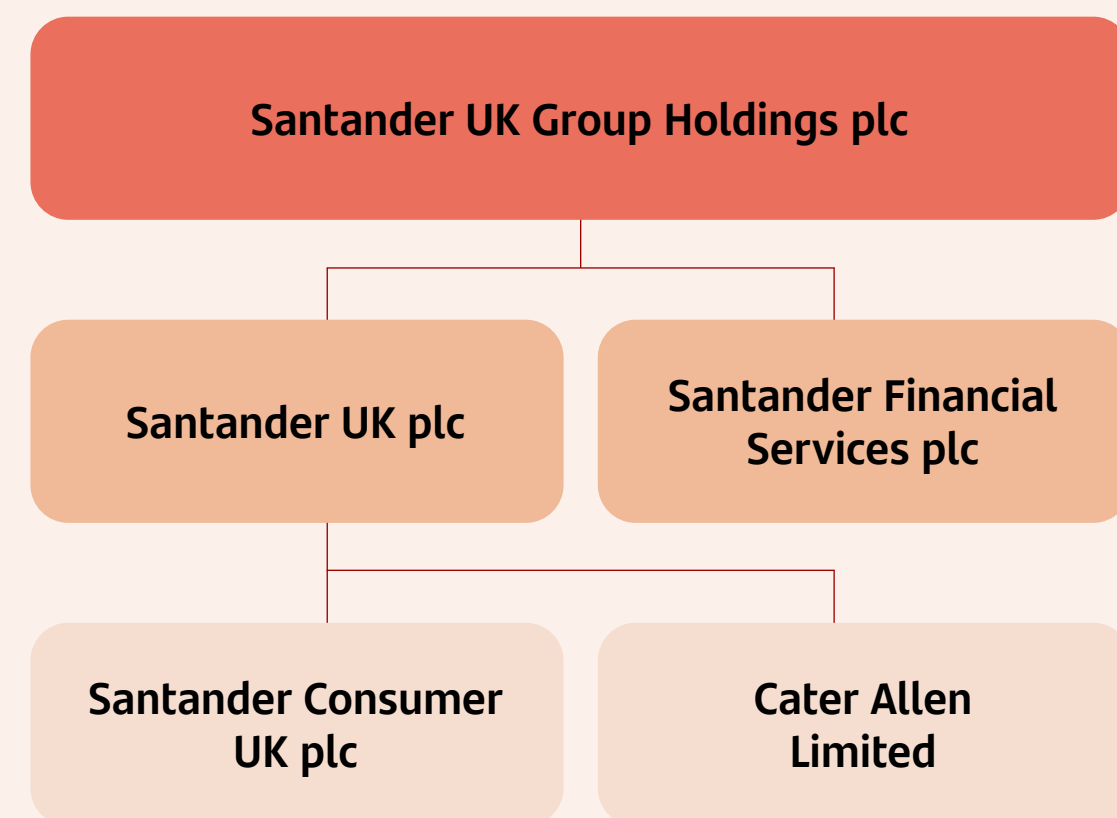 Santander UK Group Holdings plc
Santander UK plc
Santander Financial
Services plc
Santander Consumer
UK plc
Cater Allen
Limited